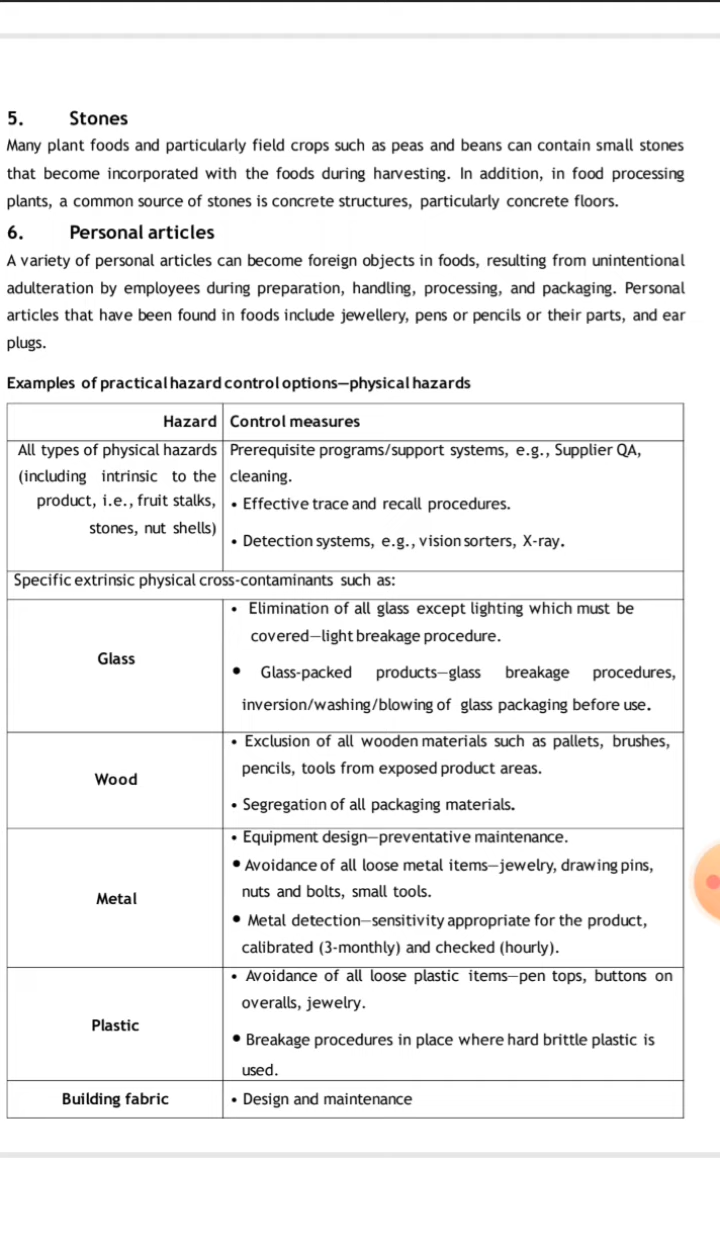 5. Stones
Many plant foods and particularly field crops such as peas and beans can contain small stones
that become incorporated with the foods during harvesting. In addition, in food processing
plants, a common source of stones is concrete structures, particularly concrete floors.
6. Personal articles
A variety of personal articles can become foreign objects in foods, resulting from unintentional
adulteration by employees during preparation, handling, processing, and packaging. Personal
articles that have been found in foods include jewellery, pens or pencils or their parts, and ear
plugs.
Examples of practical hazard control options—physical hazards
Hazard Control measures
All types of physical hazards
(including intrinsic to the
product, i.e., fruit stalks,
stones, nut shells)
Prerequisite programs/support systems, e.g., Supplier QA,
cleaning.
• Effective trace and recall procedures.
• Detection systems, e.g., vision sorters, X-ray.
Specific extrinsic physical cross-contaminants such as:
Glass
• Elimination of all glass except lighting which must be
covered—light breakage procedure.
• Glass-packed products—glass breakage procedures,
inversion/washing/blowing of glass packaging before use.
Wood
• Exclusion of all wooden materials such as pallets, brushes,
pencils, tools from exposed product areas.
• Segregation of all packaging materials.
Metal
• Equipment design—preventative maintenance.
• Avoidance of all loose metal items—jewelry, drawing pins,
nuts and bolts, small tools.
• Metal detection—sensitivity appropriate for the product,
calibrated (3-monthly) and checked (hourly).
Plastic
• Avoidance of all loose plastic items—pen tops, buttons on
overalls, jewelry.
• Breakage procedures in place where hard brittle plastic is
used.
Building fabric
• Design and maintenance